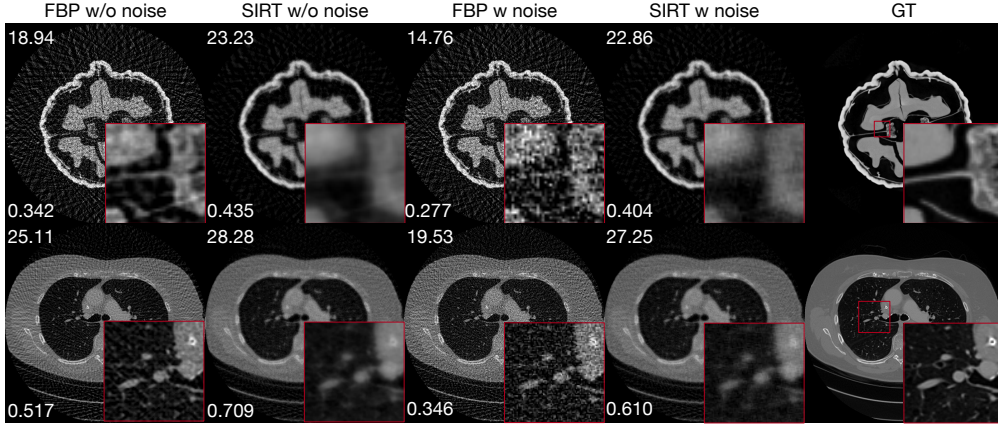 FBP w/o noise SIRT w/o noise FBP w noise SIRT w noise GT
18.94 23.23 14.76 22.86
0.342 0.435 0.277 0.404
25.11 28.28 19.53 27.25
0.517 0.709 0.346 0.610